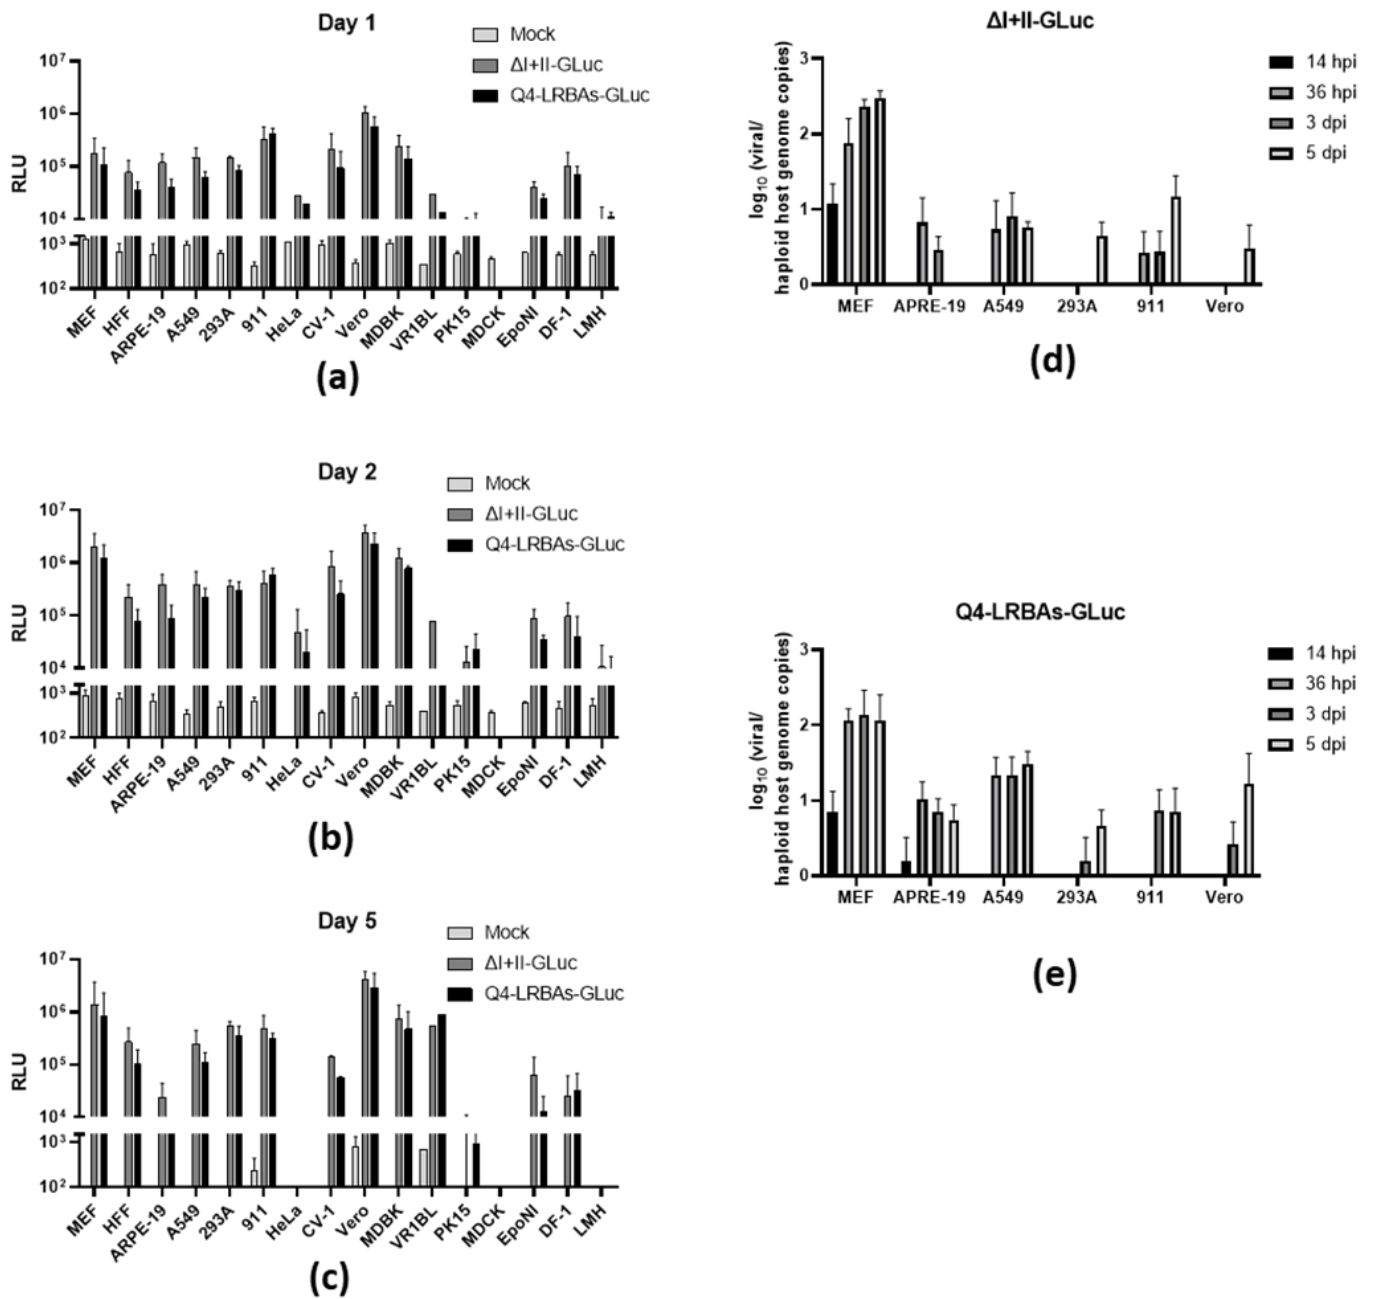 Day 1
Mock
ΔI+II-GLuc
Q4-LRBAs-GLuc
RLU
10⁷
10⁶
10⁵
10⁴
10³
10²
MEF HFF ARPE-19 A549 293A 911 HeLa CV-1 Vero MDBK VR1BL PK15 MDCK EpoNI DF-1 LMH
(a)
Day 2
Mock
ΔI+II-GLuc
Q4-LRBAs-GLuc
RLU
10⁷
10⁶
10⁵
10⁴
10³
10²
MEF HFF ARPE-19 A549 293A 911 HeLa CV-1 Vero MDBK VR1BL PK15 MDCK EpoNI DF-1 LMH
(b)
Day 5
Mock
ΔI+II-GLuc
Q4-LRBAs-GLuc
RLU
10⁷
10⁶
10⁵
10⁴
10³
10²
MEF HFF ARPE-19 A549 293A 911 HeLa CV-1 Vero MDBK VR1BL PK15 MDCK EpoNI DF-1 LMH
(c)
ΔI+II-GLuc
14 hpi
36 hpi
3 dpi
5 dpi
log₁₀ (viral/
haploid host genome copies)
3
2
1
0
MEF APRE-19 A549 293A 911 Vero
(d)
Q4-LRBAs-GLuc
14 hpi
36 hpi
3 dpi
5 dpi
log₁₀ (viral/
haploid host genome copies)
3
2
1
0
MEF APRE-19 A549 293A 911 Vero
(e)